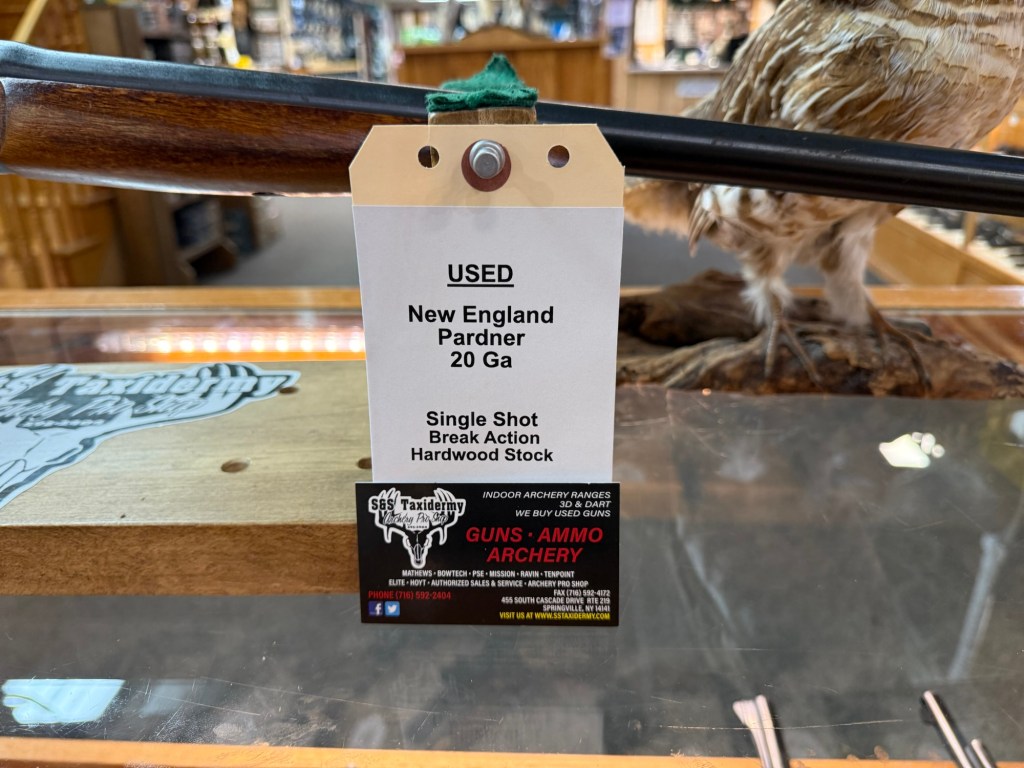 USED
New England
Pardner
20 Ga
Single Shot
Break Action
Hardwood Stock
S&S Taxidermy
S&S Taxidermy
Archery Pro Shop
INDOOR ARCHERY RANGES
3D & DART
WE BUY USED GUNS
GUNS · AMMO
ARCHERY
MATHEWS · BOWTECH · PSE · MISSION · RAVIN · TENPOINT
ELITE · HOYT · AUTHORIZED SALES & SERVICE · ARCHERY PRO SHOP
PHONE (716) 592-2404
FAX (716) 592-4172
455 SOUTH CASCADE DRIVE RTE 219
SPRINGVILLE, NY 14141
VISIT US AT WWW.SSTAXIDERMY.COM